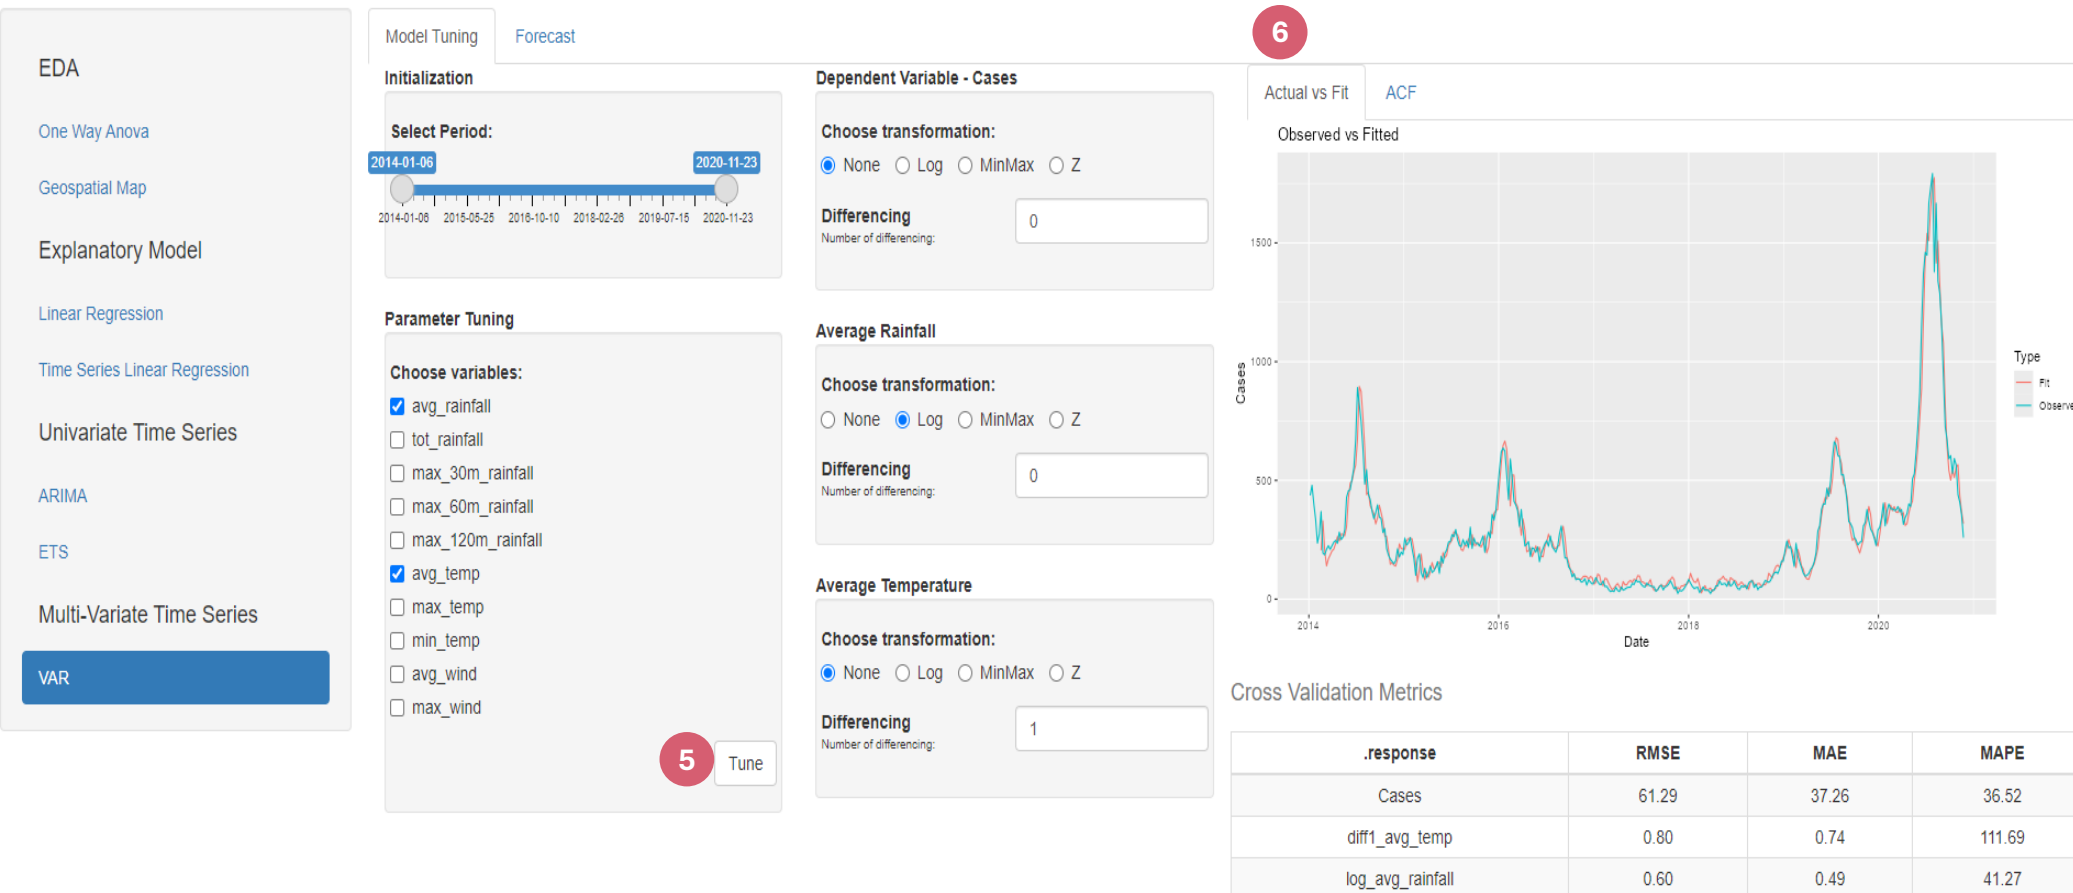 EDA
One Way Anova
Geospatial Map
Explanatory Model
Linear Regression
Time Series Linear Regression
Univariate Time Series
ARIMA
ETS
Multi-Variate Time Series
VAR
Model Tuning Forecast
Initialization
Select Period:
2014-01-06 2020-11-23
2014-01-06 2015-05-25 2016-10-10 2018-02-26 2019-07-15 2020-11-23
Parameter Tuning
Choose variables:
avg_rainfall
tot_rainfall
max_30m_rainfall
max_60m_rainfall
max_120m_rainfall
avg_temp
max_temp
min_temp
avg_wind
max_wind
5 Tune
Dependent Variable - Cases
Choose transformation:
None Log MinMax Z
Differencing
Number of differencing:
0
Average Rainfall
Choose transformation:
None Log MinMax Z
Differencing
Number of differencing:
0
Average Temperature
Choose transformation:
None Log MinMax Z
Differencing
Number of differencing:
1
6
Actual vs Fit ACF
Observed vs Fitted
Cases
1500
1000
500
0
2014 2016 2018 2020
Date
Type
Fit
Observe
Cross Validation Metrics
.response RMSE MAE MAPE
Cases 61.29 37.26 36.52
diff1_avg_temp 0.80 0.74 111.69
log_avg_rainfall 0.60 0.49 41.27